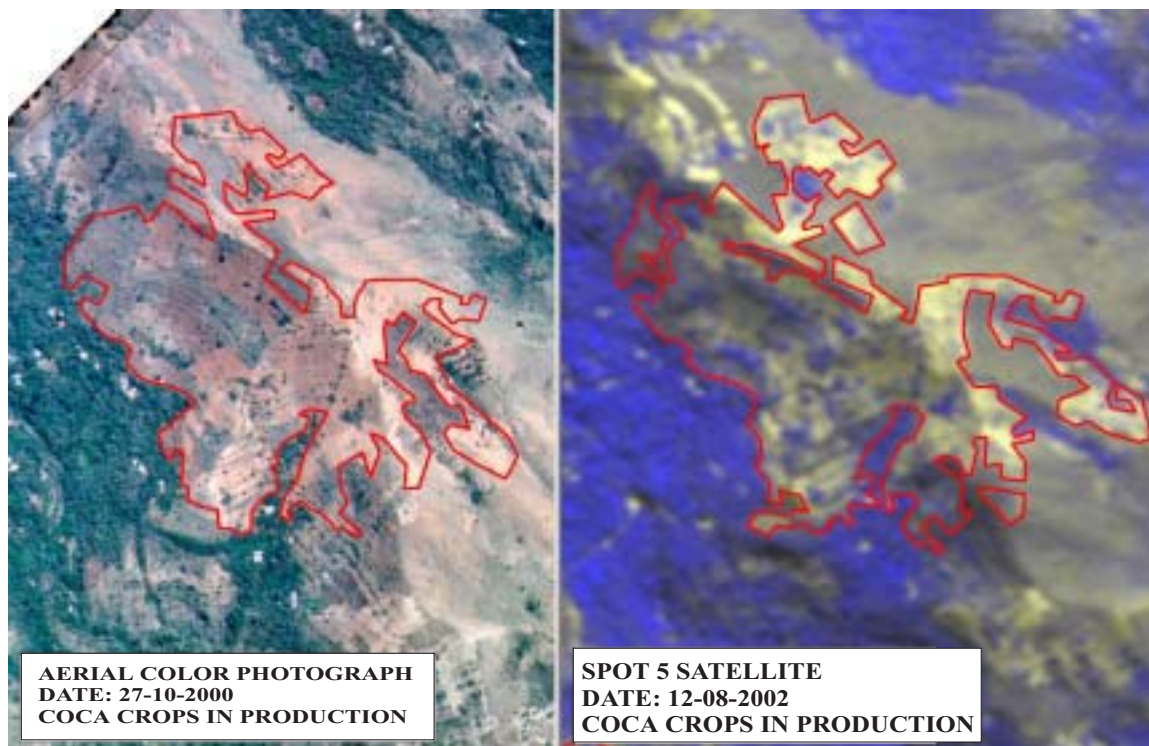 AERIAL COLOR PHOTOGRAPH
DATE: 27-10-2000
COCA CROPS IN PRODUCTION
SPOT 5 SATELLITE
DATE: 12-08-2002
COCA CROPS IN PRODUCTION